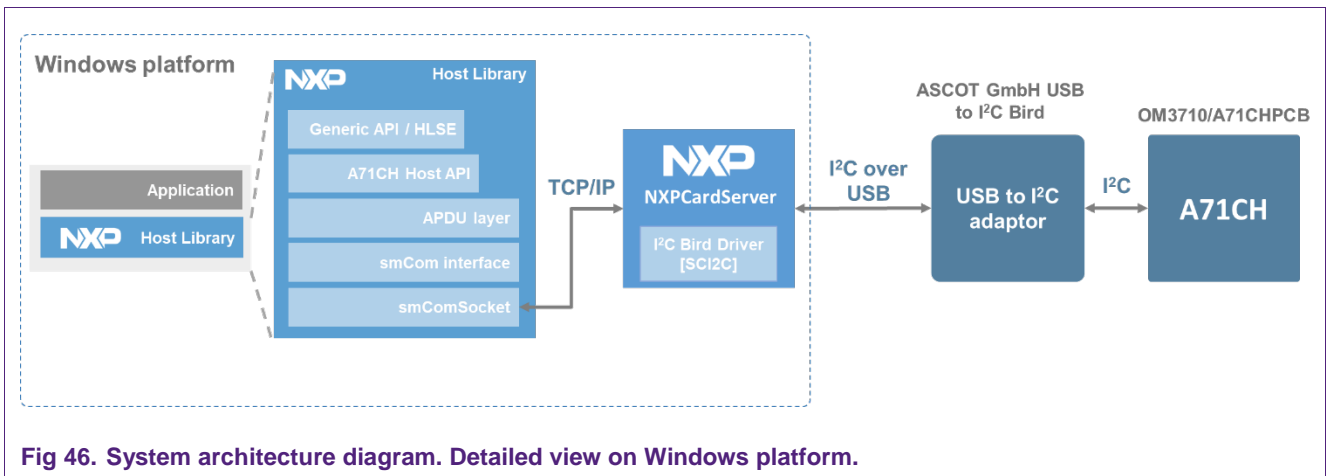 Windows platform
Application
NXP Host Library
NXP Host Library
Generic API / HLSE
A71CH Host API
APDU layer
smCom interface
smComSocket
TCP/IP
NXP
NXPCardServer
I²C Bird Driver
[SCI2C]
I²C over
USB
ASCOT GmbH USB
to I²C Bird
USB to I²C
adaptor
I²C
OM3710/A71CHPCB
A71CH
Fig 46. System architecture diagram. Detailed view on Windows platform.